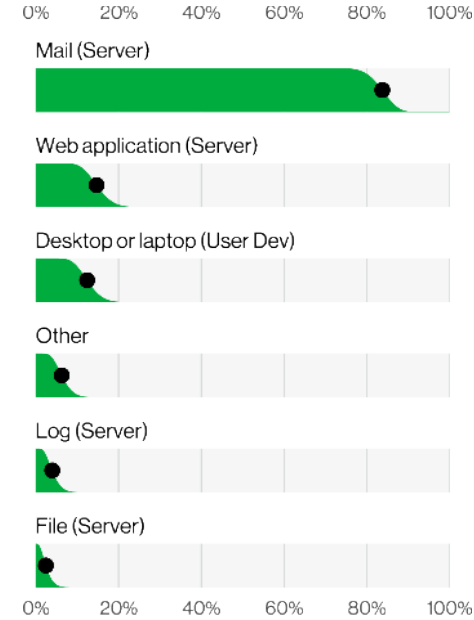 0% 20% 40% 60% 80% 100%
Mail (Server)
Web application (Server)
Desktop or laptop (User Dev)
Other
Log (Server)
File (Server)
0% 20% 40% 60% 80% 100%